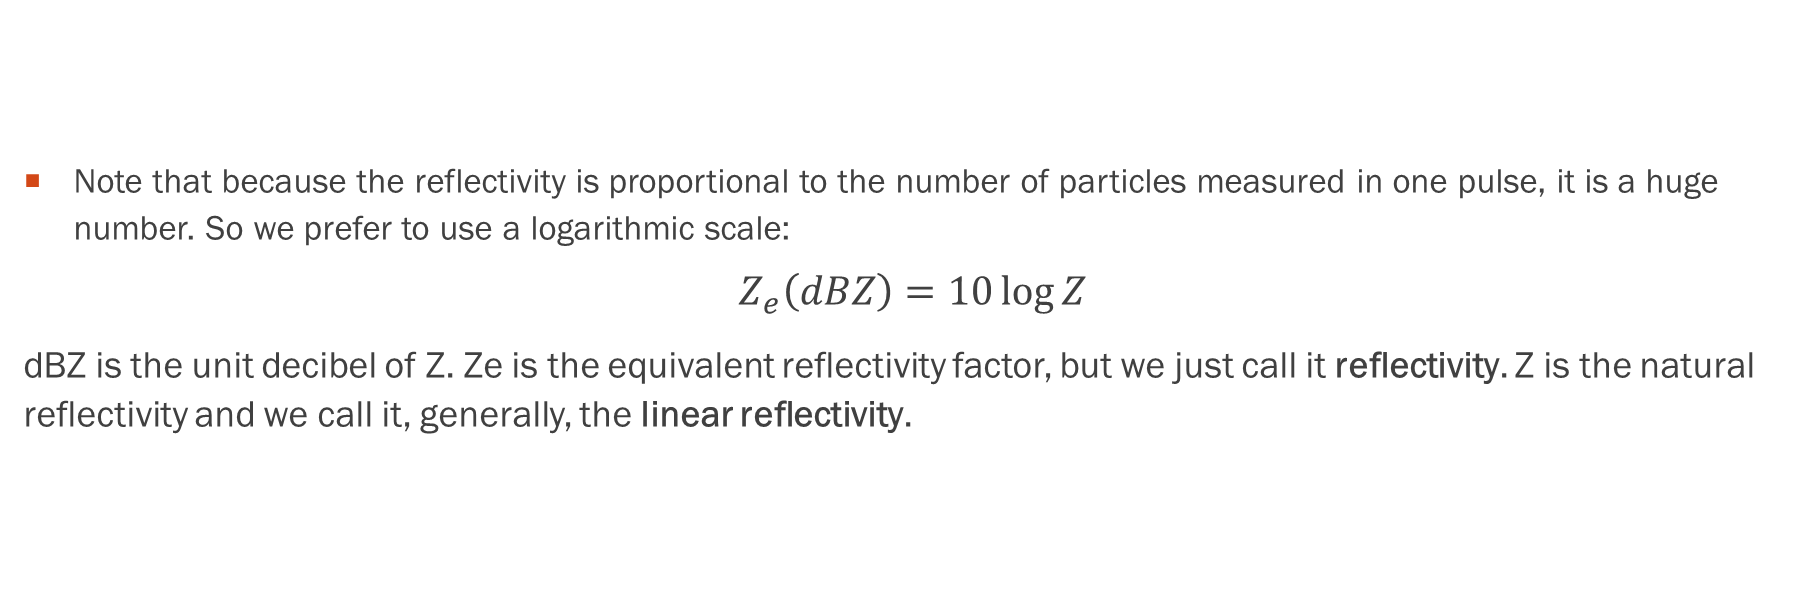 ▪ Note that because the reflectivity is proportional to the number of particles measured in one pulse, it is a huge
number. So we prefer to use a logarithmic scale:
Zₑ(dBZ) = 10 log Z
dBZ is the unit decibel of Z. Ze is the equivalent reflectivity factor, but we just call it reflectivity. Z is the natural
reflectivity and we call it, generally, the linear reflectivity.